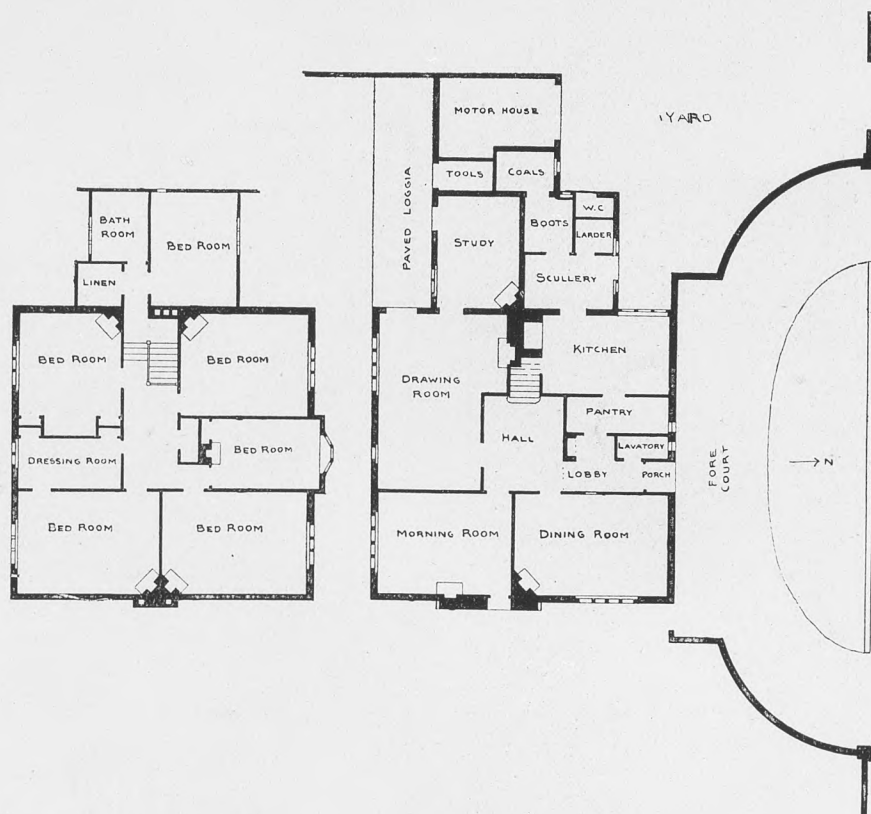 BATH
ROOM
BED ROOM
LINEN
BED ROOM
BED ROOM
DRESSING ROOM
BED ROOM
BED ROOM
BED ROOM
MOTOR HOUSE
YARD
TOOLS
COALS
PAVED LOGGIA
STUDY
BOOTS
W.C
LARDER
SCULLERY
KITCHEN
DRAWING
ROOM
HALL
PANTRY
LAVATORY
LOBBY
PORCH
FORE
COURT
N
MORNING ROOM
DINING ROOM